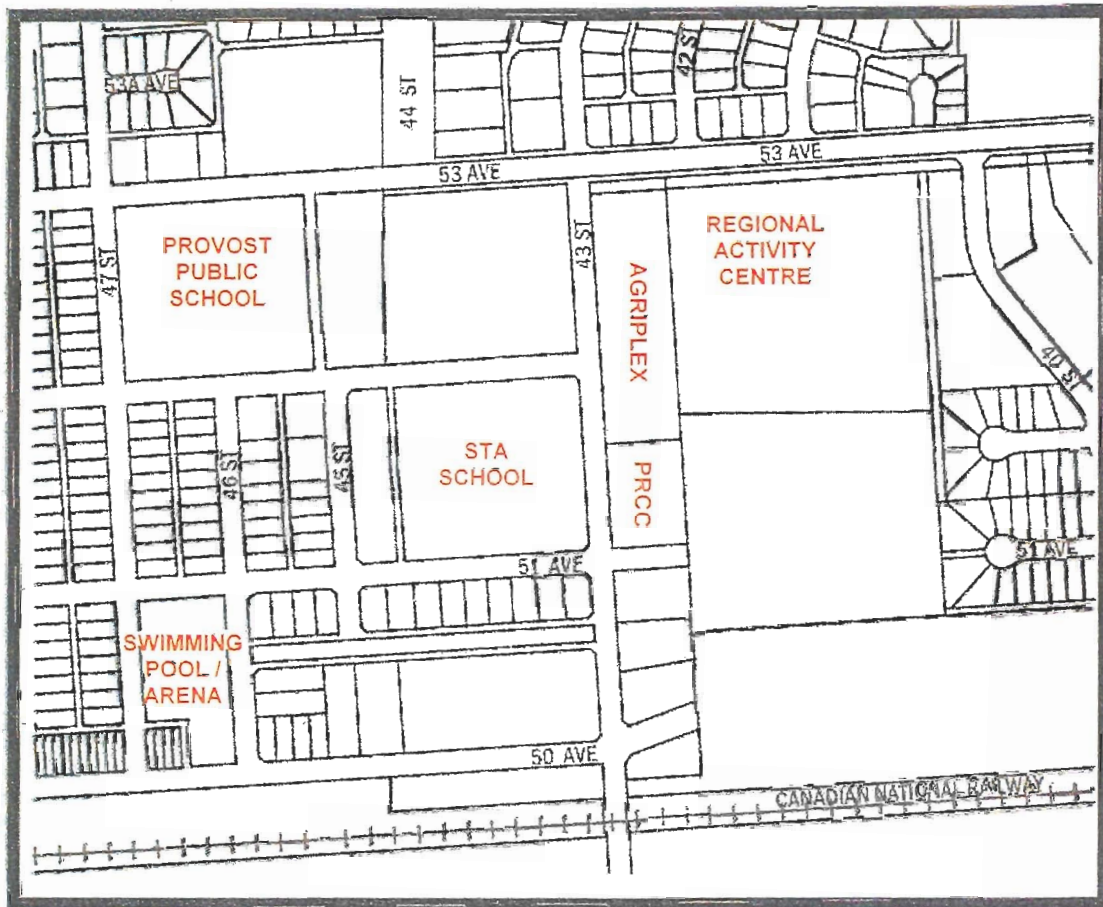 53A AVE
44 ST
42 ST
53 AVE
53 AVE
PROVOST
PUBLIC
SCHOOL
47 ST
43 ST
AGRIPLEX
REGIONAL
ACTIVITY
CENTRE
40 ST
46 ST
45 ST
STA
SCHOOL
PRCC
51 AVE
51 AVE
SWIMMING
POOL /
ARENA
50 AVE
CANADIAN NATIONAL RAILWAY